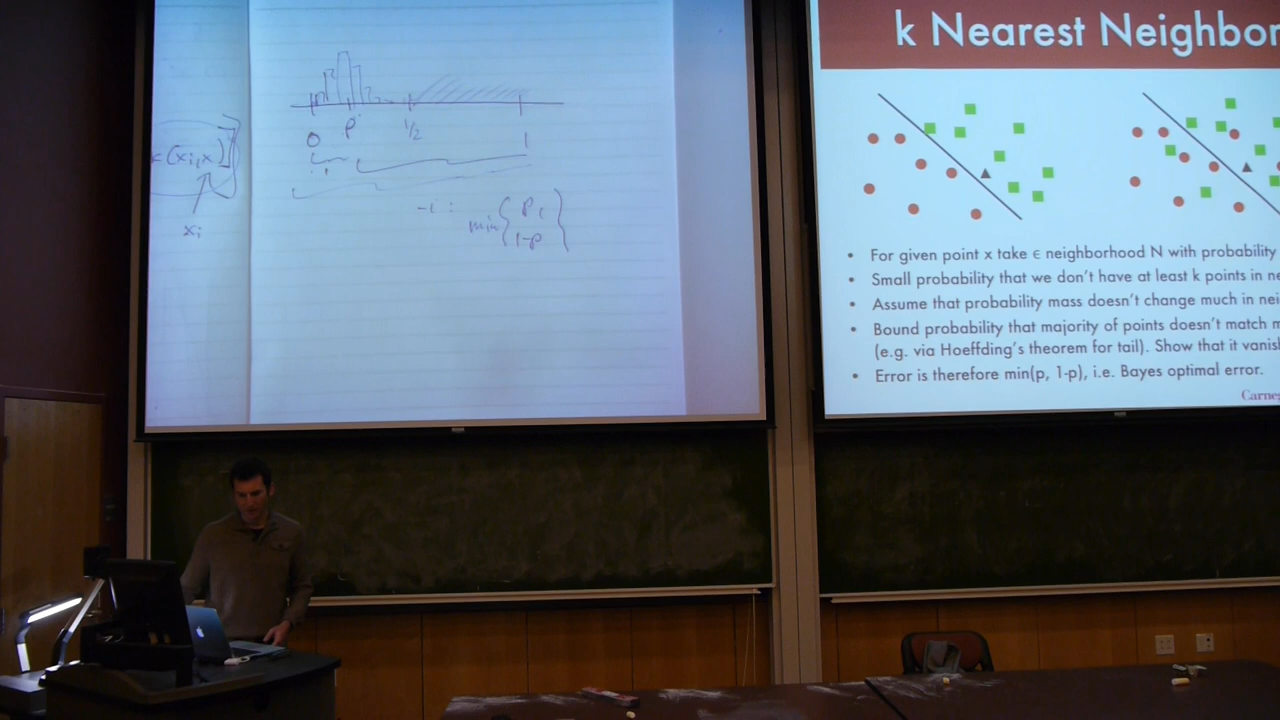 0 p 1/2 1
(xi, x)]
xi
min { p,
1-p }
k Nearest Neighbor
• For given point x take ϵ neighborhood N with probability
• Small probability that we don't have at least k points in ne
• Assume that probability mass doesn't change much in nei
• Bound probability that majority of points doesn't match m
(e.g. via Hoeffding's theorem for tail). Show that it vanis
• Error is therefore min(p, 1-p), i.e. Bayes optimal error.
Carne